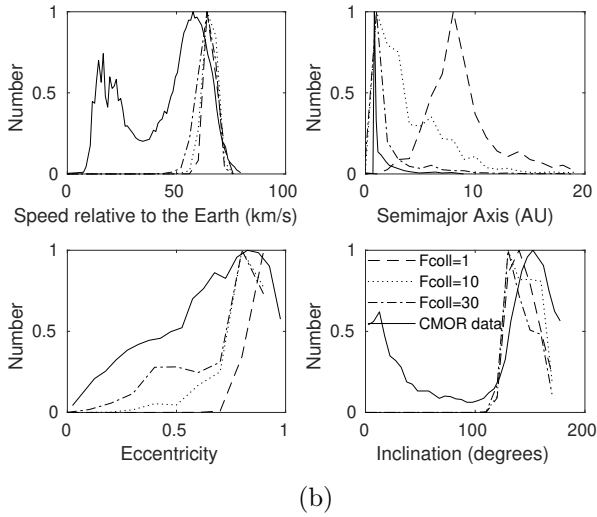 Number
1
0.5
0
0
50
100
Speed relative to the Earth (km/s)
Number
1
0.5
0
0
10
20
Semimajor Axis (AU)
Number
1
0.5
0
0
0.5
1
Eccentricity
Number
1
0.5
0
0
100
200
Inclination (degrees)
Fcoll=1
Fcoll=10
Fcoll=30
CMOR data
(b)